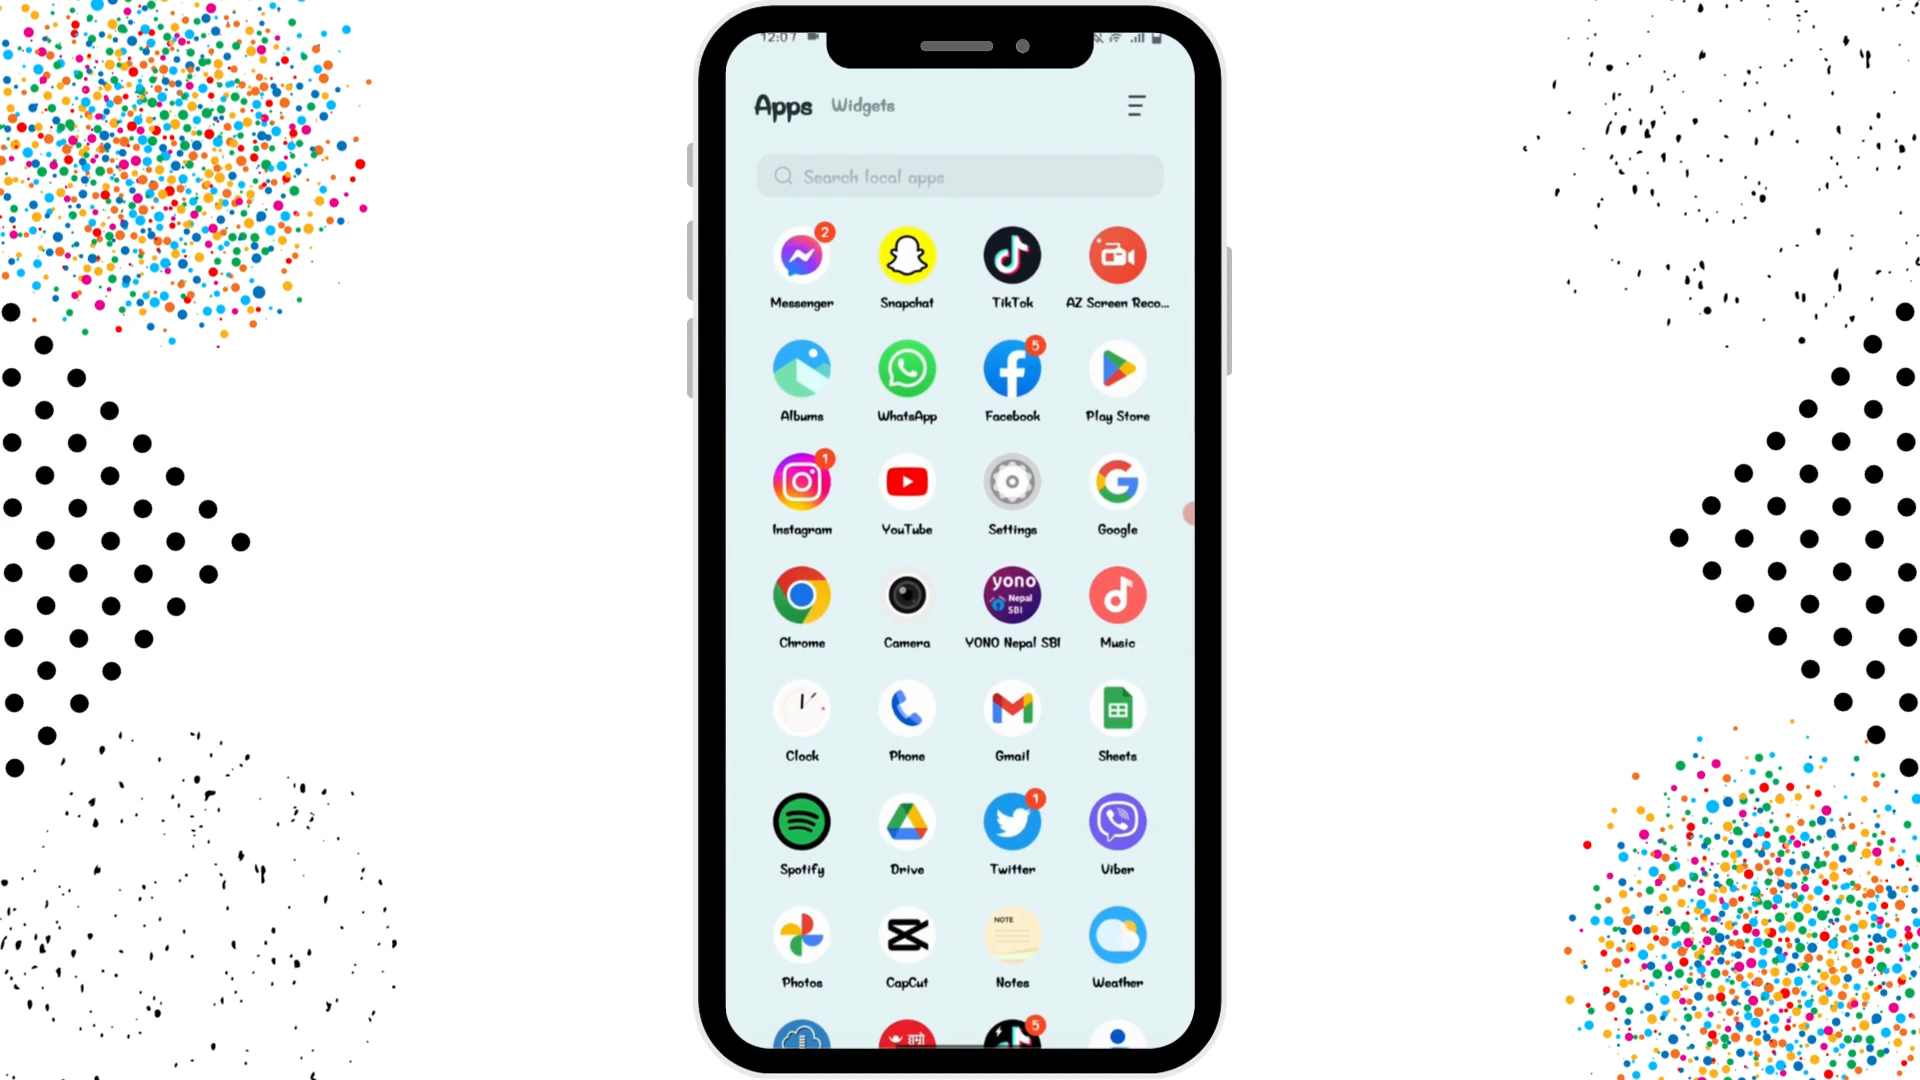 12:07
Apps Widgets
Search local apps
2
Messenger Snapchat TikTok AZ Screen Reco...
5
Albums WhatsApp Facebook Play Store
1
Instagram YouTube Settings Google
yono
Nepal
SBI
Chrome Camera YONO Nepal SBI Music
Clock Phone Gmail Sheets
1
Spotify Drive Twitter Viber
NOTE
Photos CapCut Notes Weather
5